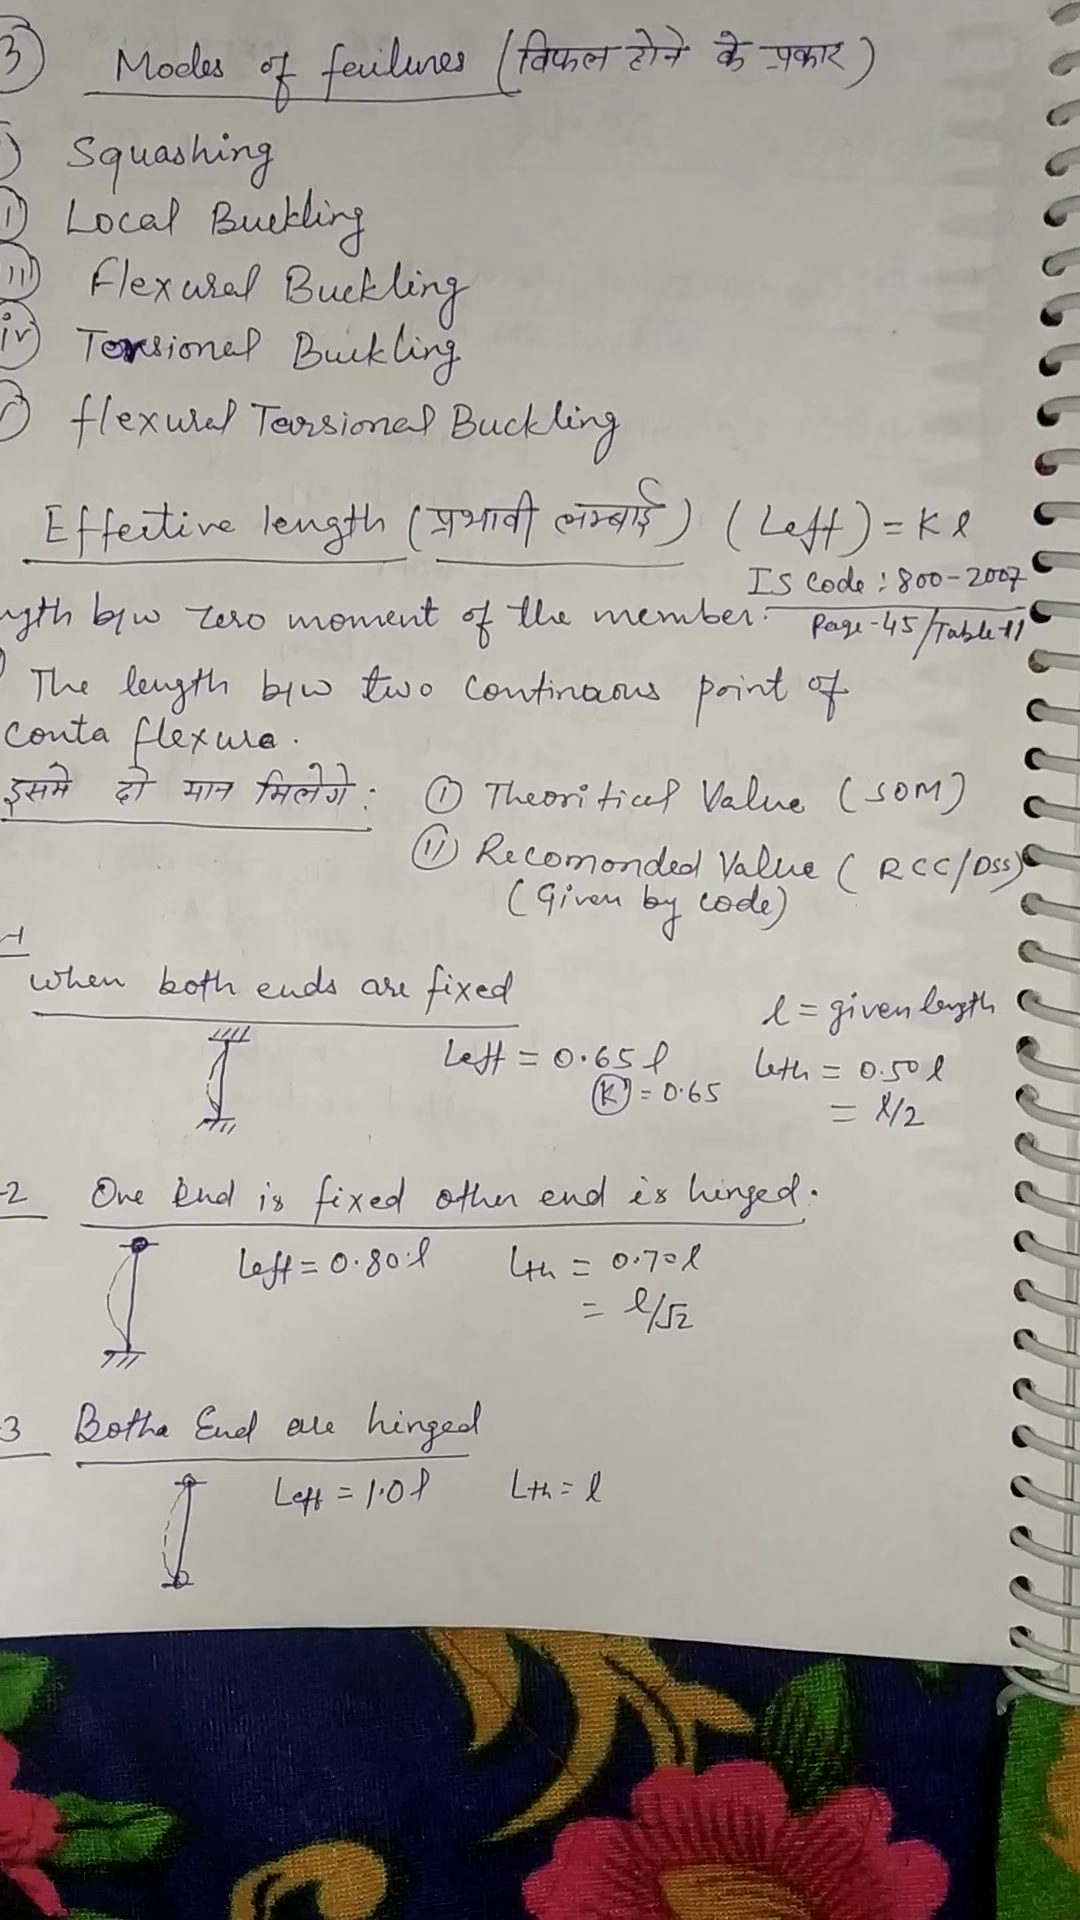 3 Modes of failures (विफल होने के प्रकार)
Squashing
Local Buckling
iii) flexural Buckling
iv) Torsional Buckling
flexural Torsional Buckling
Effective length (प्रभावी लम्बाई) (Leff) = K l
IS Code : 800-2007
Page-45/Table-11
ngth b/w zero moment of the member.
The length b/w two continuous point of
conta flexure.
इसमे दो मान मिलेगे : (i) Theoritical Value (SOM)
(ii) Recomonded Value (RCC/DSS)
(Given by code)
-1
when both ends are fixed
l = given length
Leff = 0.65 l Leth = 0.50 l
K = 0.65 = l/2
-2 One End is fixed other end is hinged.
Leff = 0.80 l Lth = 0.70 l
= l/√2
-3 Botha End are hinged
Leff = 1.0 l Lth = l